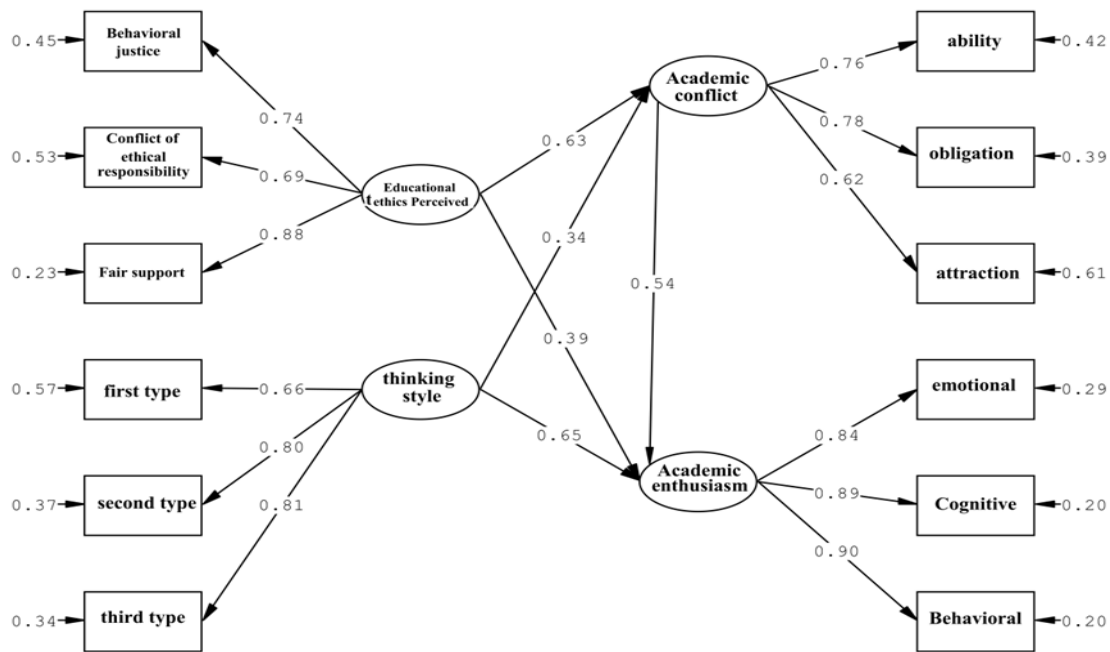 0.45
Behavioral
justice
0.74
0.53
Conflict of
ethical
responsibility
0.69
0.23
Fair support
0.88
Educational
ethics Perceived
0.57
first type
0.66
0.37
second type
0.80
0.34
third type
0.81
thinking
style
0.63
0.34
0.39
0.65
Academic
conflict
0.54
Academic
enthusiasm
0.76
ability
0.42
0.78
obligation
0.39
0.62
attraction
0.61
0.84
emotional
0.29
0.89
Cognitive
0.20
0.90
Behavioral
0.20